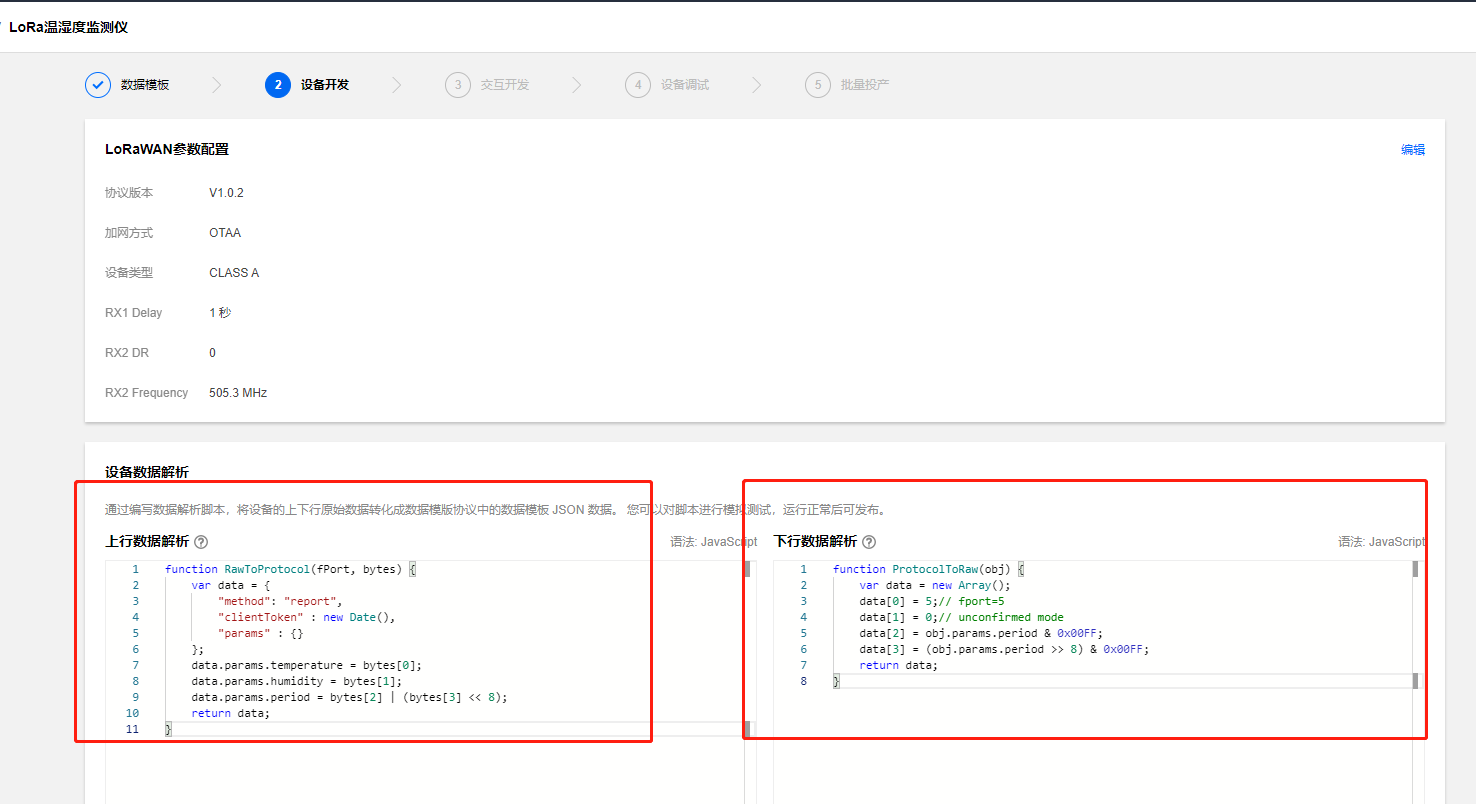 LoRa温湿度监测仪
数据模板
2 设备开发
3 交互开发
4 设备调试
5 批量投产
LoRaWAN参数配置 编辑
协议版本 V1.0.2
加网方式 OTAA
设备类型 CLASS A
RX1 Delay 1 秒
RX2 DR 0
RX2 Frequency 505.3 MHz
设备数据解析
通过编写数据解析脚本，将设备的上下行原始数据转化成数据模版协议中的数据模板 JSON 数据。 您可以对脚本进行模拟测试，运行正常后可发布。
上行数据解析 ? 语法: JavaScript
1 function RawToProtocol(fPort, bytes) {
2 var data = {
3 "method": "report",
4 "clientToken" : new Date(),
5 "params" : {}
6 };
7 data.params.temperature = bytes[0];
8 data.params.humidity = bytes[1];
9 data.params.period = bytes[2] | (bytes[3] << 8);
10 return data;
11 }
下行数据解析 ? 语法: JavaScript
1 function ProtocolToRaw(obj) {
2 var data = new Array();
3 data[0] = 5;// fport=5
4 data[1] = 0;// unconfirmed mode
5 data[2] = obj.params.period & 0x00FF;
6 data[3] = (obj.params.period >> 8) & 0x00FF;
7 return data;
8 }